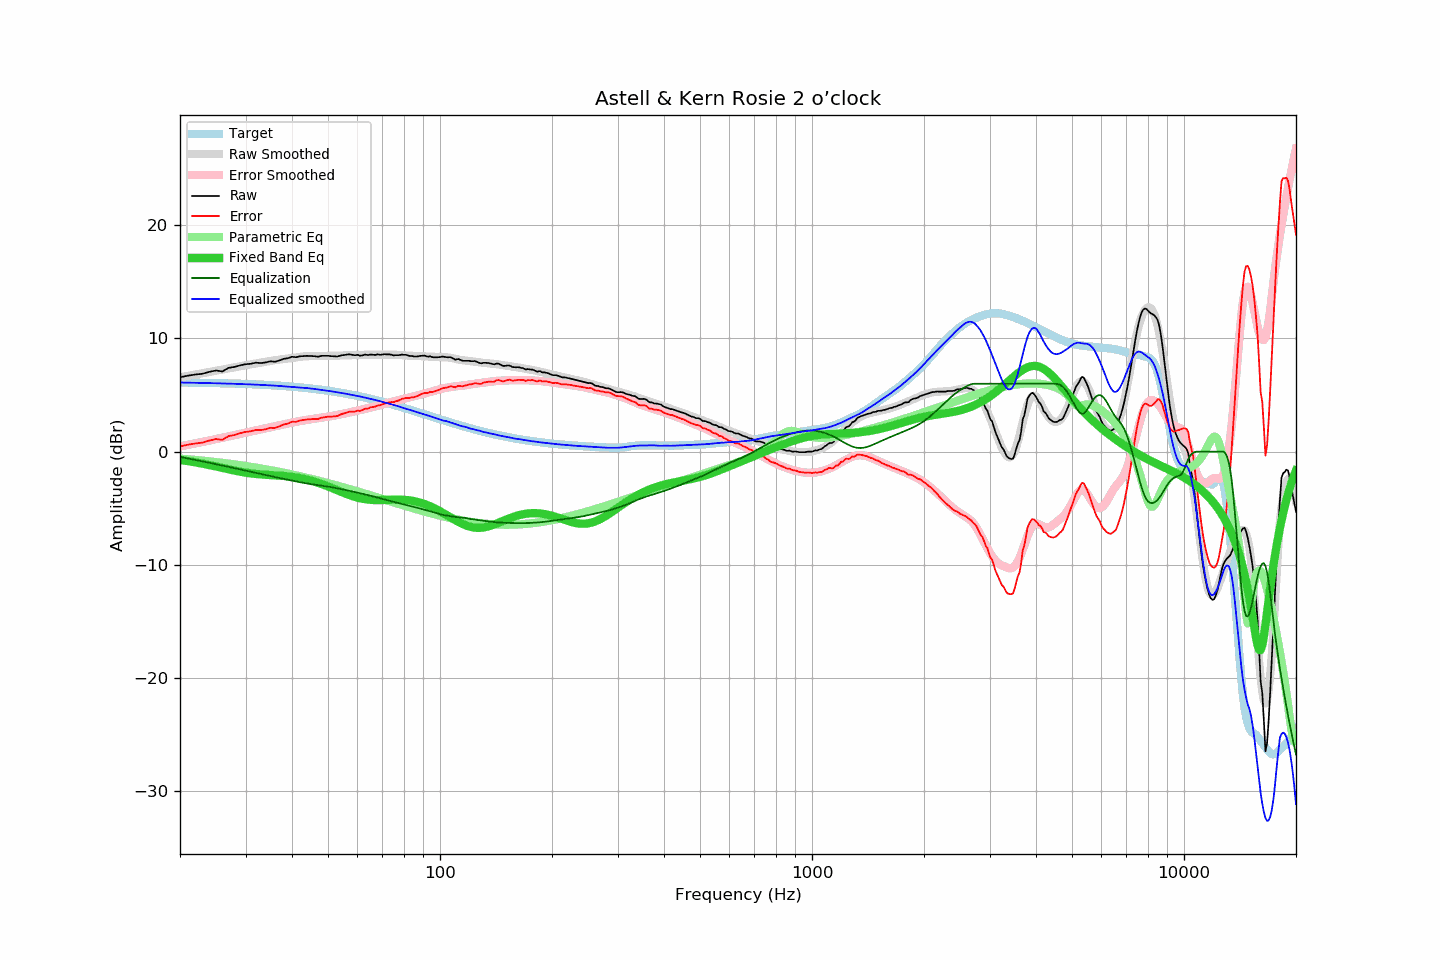 Astell & Kern Rosie 2 o’clock
Target
Raw Smoothed
Error Smoothed
Raw
Error
Parametric Eq
Fixed Band Eq
Equalization
Equalized smoothed
20
10
0
−10
−20
−30
Amplitude (dBr)
100
1000
10000
Frequency (Hz)